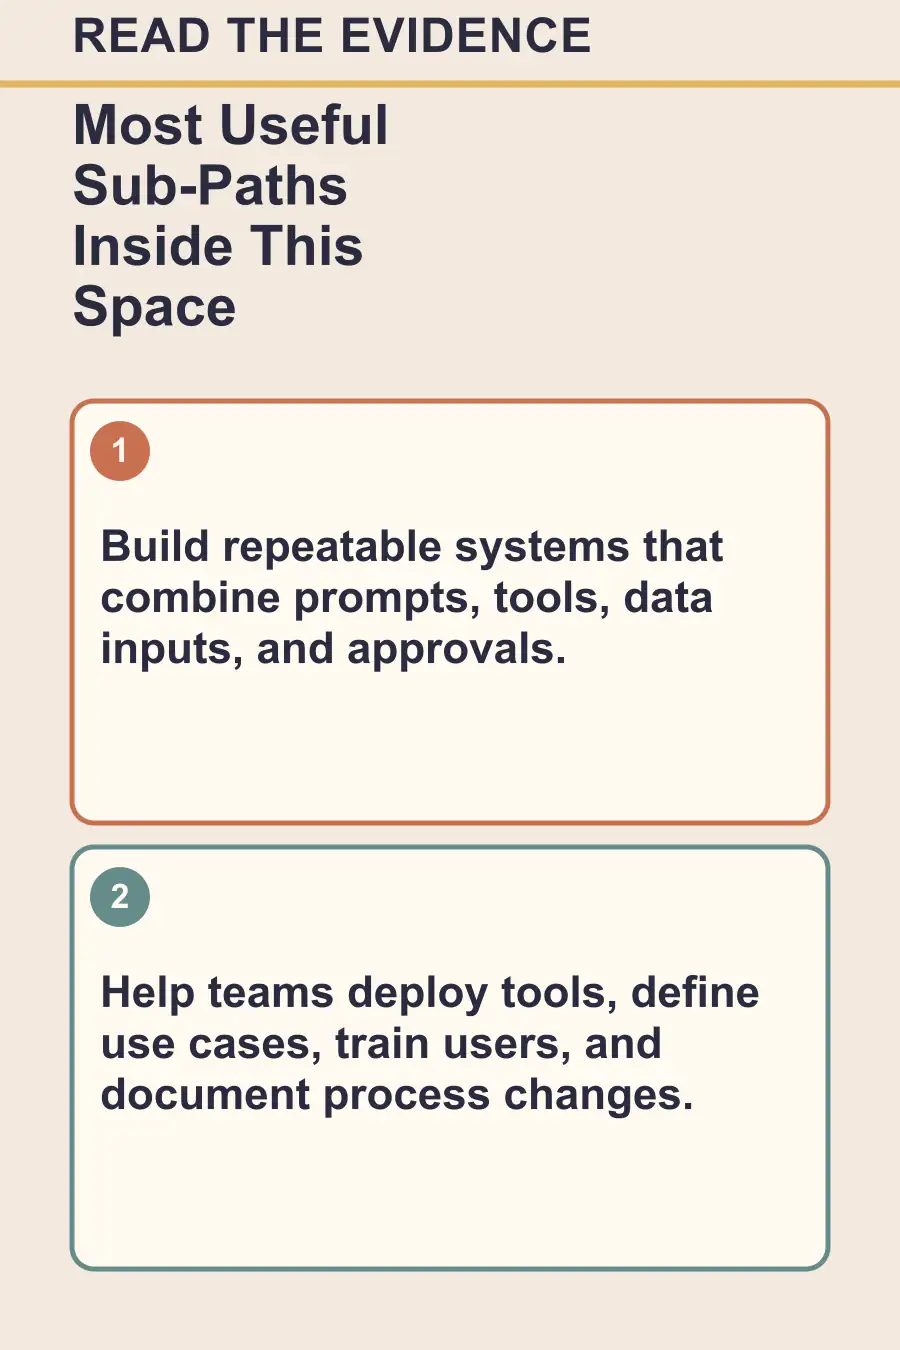 READ THE EVIDENCE
Most Useful
Sub-Paths
Inside This
Space
1
Build repeatable systems that
combine prompts, tools, data
inputs, and approvals.
2
Help teams deploy tools, define
use cases, train users, and
document process changes.